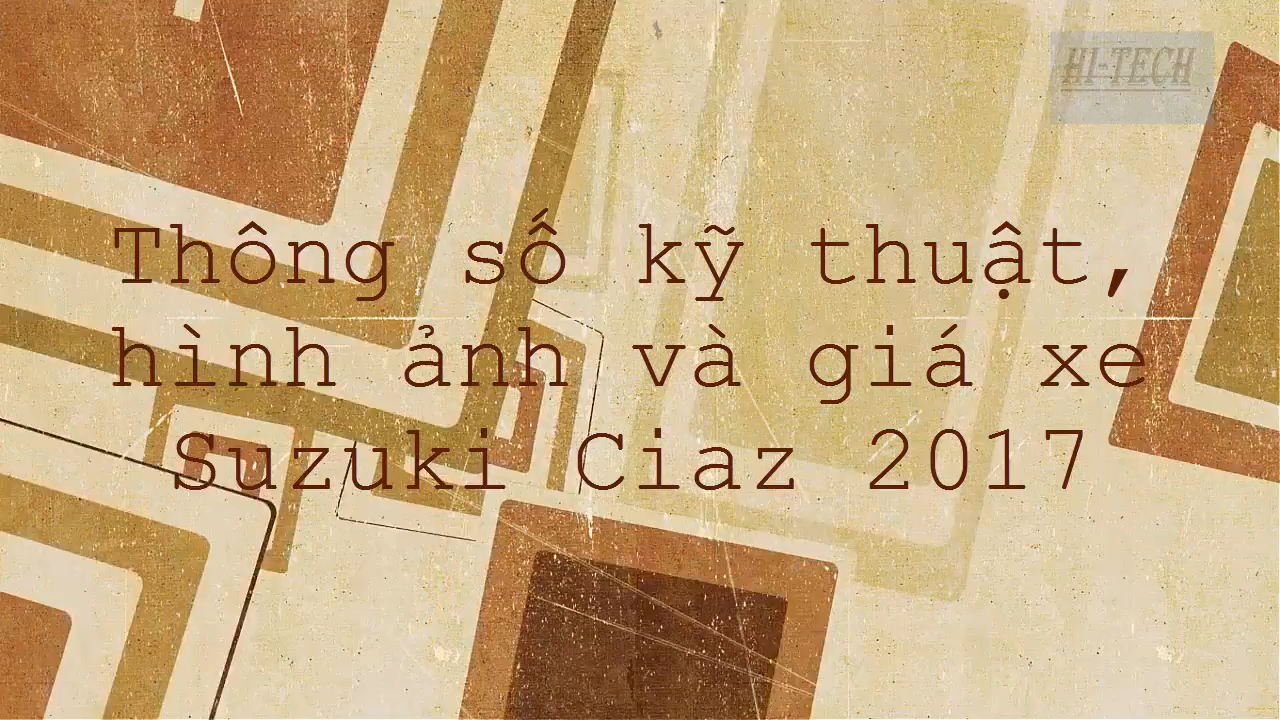 HI-TECH
Thông số kỹ thuật,
hình ảnh và giá xe
Suzuki Ciaz 2017